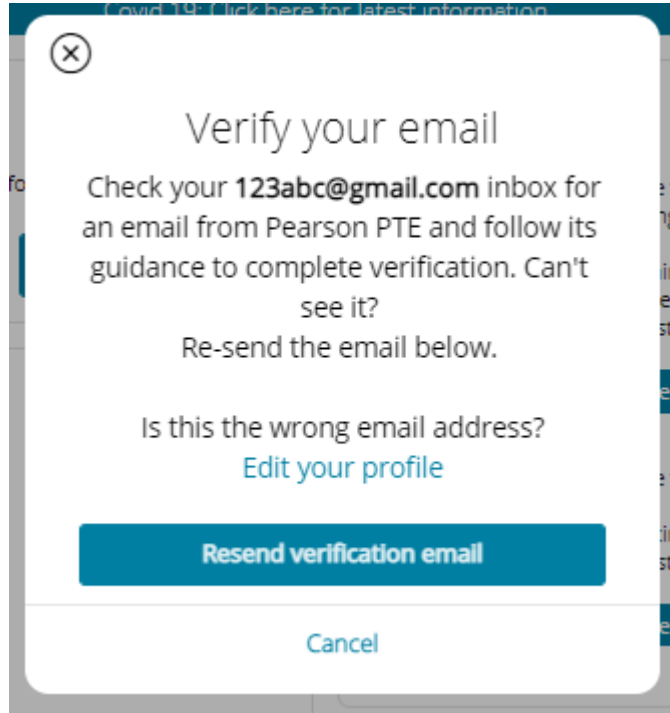 Covid 19: Click here for latest information
Verify your email
Check your 123abc@gmail.com inbox for
an email from Pearson PTE and follow its
guidance to complete verification. Can't
see it?
Re-send the email below.
Is this the wrong email address?
Edit your profile
Resend verification email
Cancel